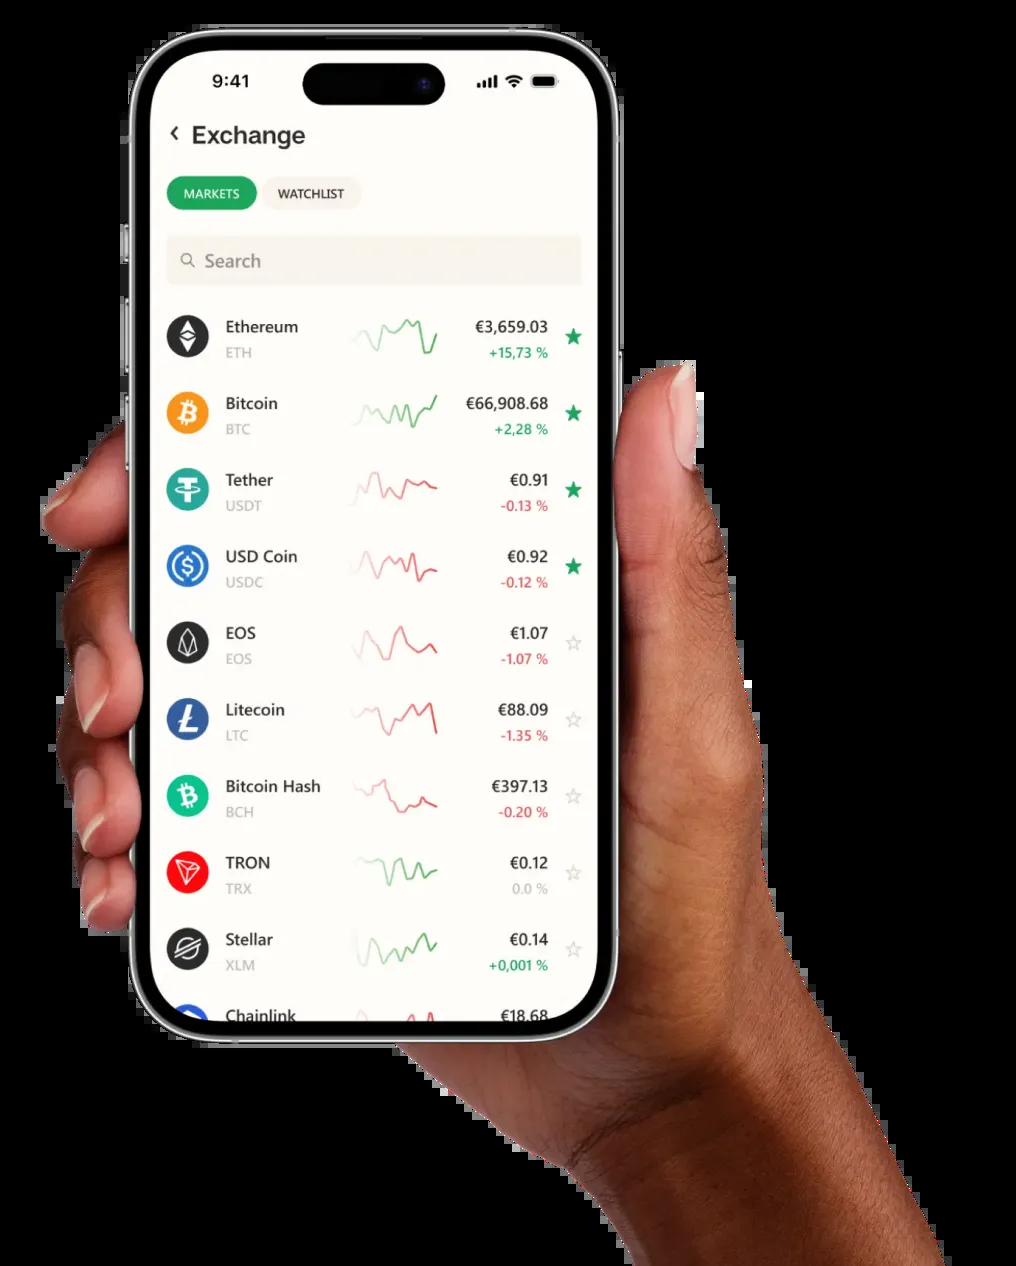 9:41
Exchange
MARKETS WATCHLIST
Search
Ethereum €3,659.03
ETH +15,73 %
Bitcoin €66,908.68
BTC +2,28 %
Tether €0.91
USDT -0.13 %
USD Coin €0.92
USDC -0.12 %
EOS €1.07
EOS -1.07 %
Litecoin €88.09
LTC -1.35 %
Bitcoin Hash €397.13
BCH -0.20 %
TRON €0.12
TRX 0.0 %
Stellar €0.14
XLM +0,001 %
Chainlink €18.68